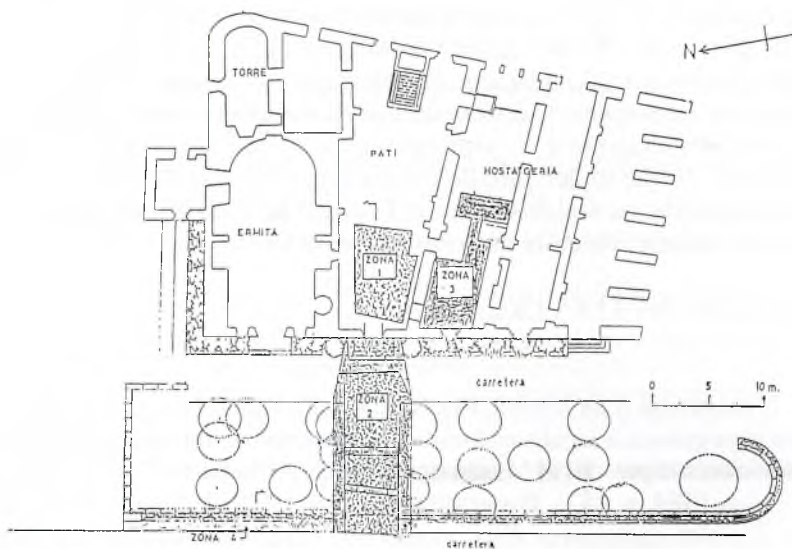 N
TORRE
PATI
HOSTATGERIA
ERMITA
ZONA
1
ZONA
3
carretera
0 5 10 m.
ZONA
2
ZONA 4
carretera